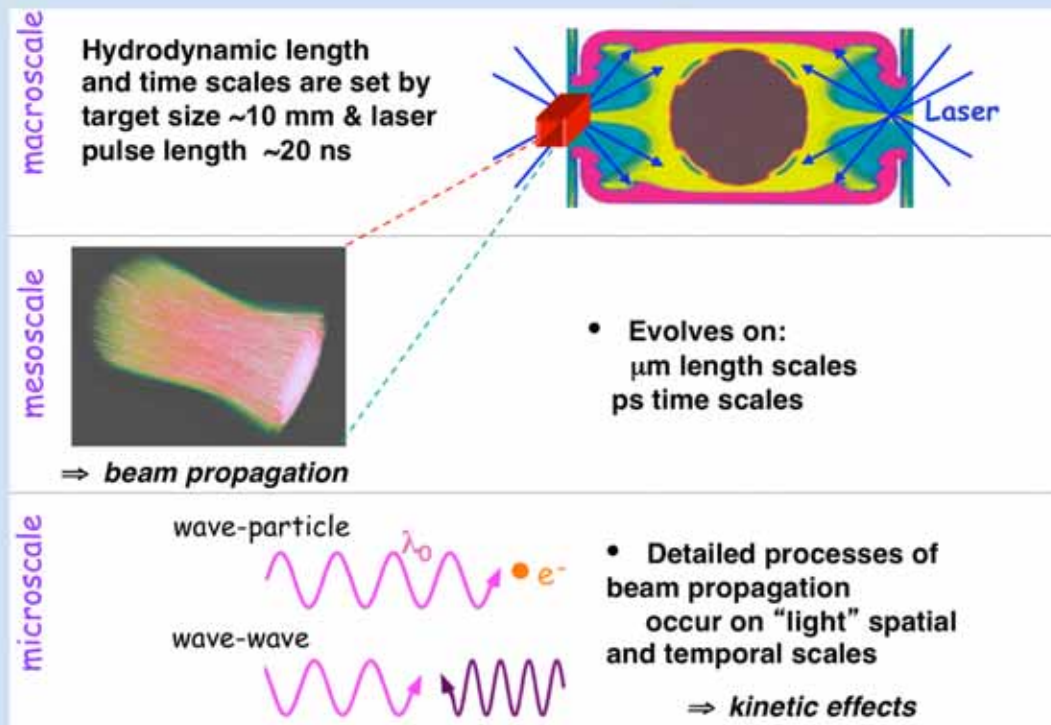 macroscale
Hydrodynamic length
and time scales are set by
target size ~10 mm & laser
pulse length ~20 ns
Laser
mesoscale
⇒ beam propagation
• Evolves on:
μm length scales
ps time scales
microscale
wave-particle
λ₀
e⁻
wave-wave
• Detailed processes of
beam propagation
occur on “light” spatial
and temporal scales
⇒ kinetic effects